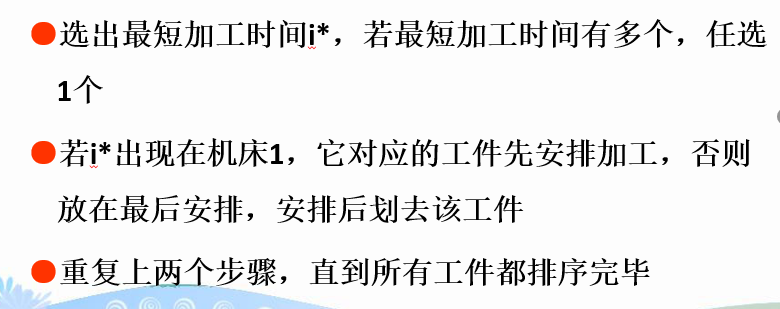 ●选出最短加工时间i*，若最短加工时间有多个，任选
1个
●若i*出现在机床1，它对应的工件先安排加工，否则
放在最后安排，安排后划去该工件
●重复上两个步骤，直到所有工件都排序完毕